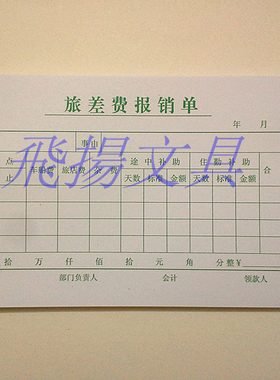 旅差费报销单
年 月
事由
点 途中补助 住勤补助 合
止 车船费 旅店费 杂费 天数 标准 金额 天数 标准 金额
飛揚文具
拾 万 仟 佰 拾 元 角 分整￥
部门负责人 会计 领款人